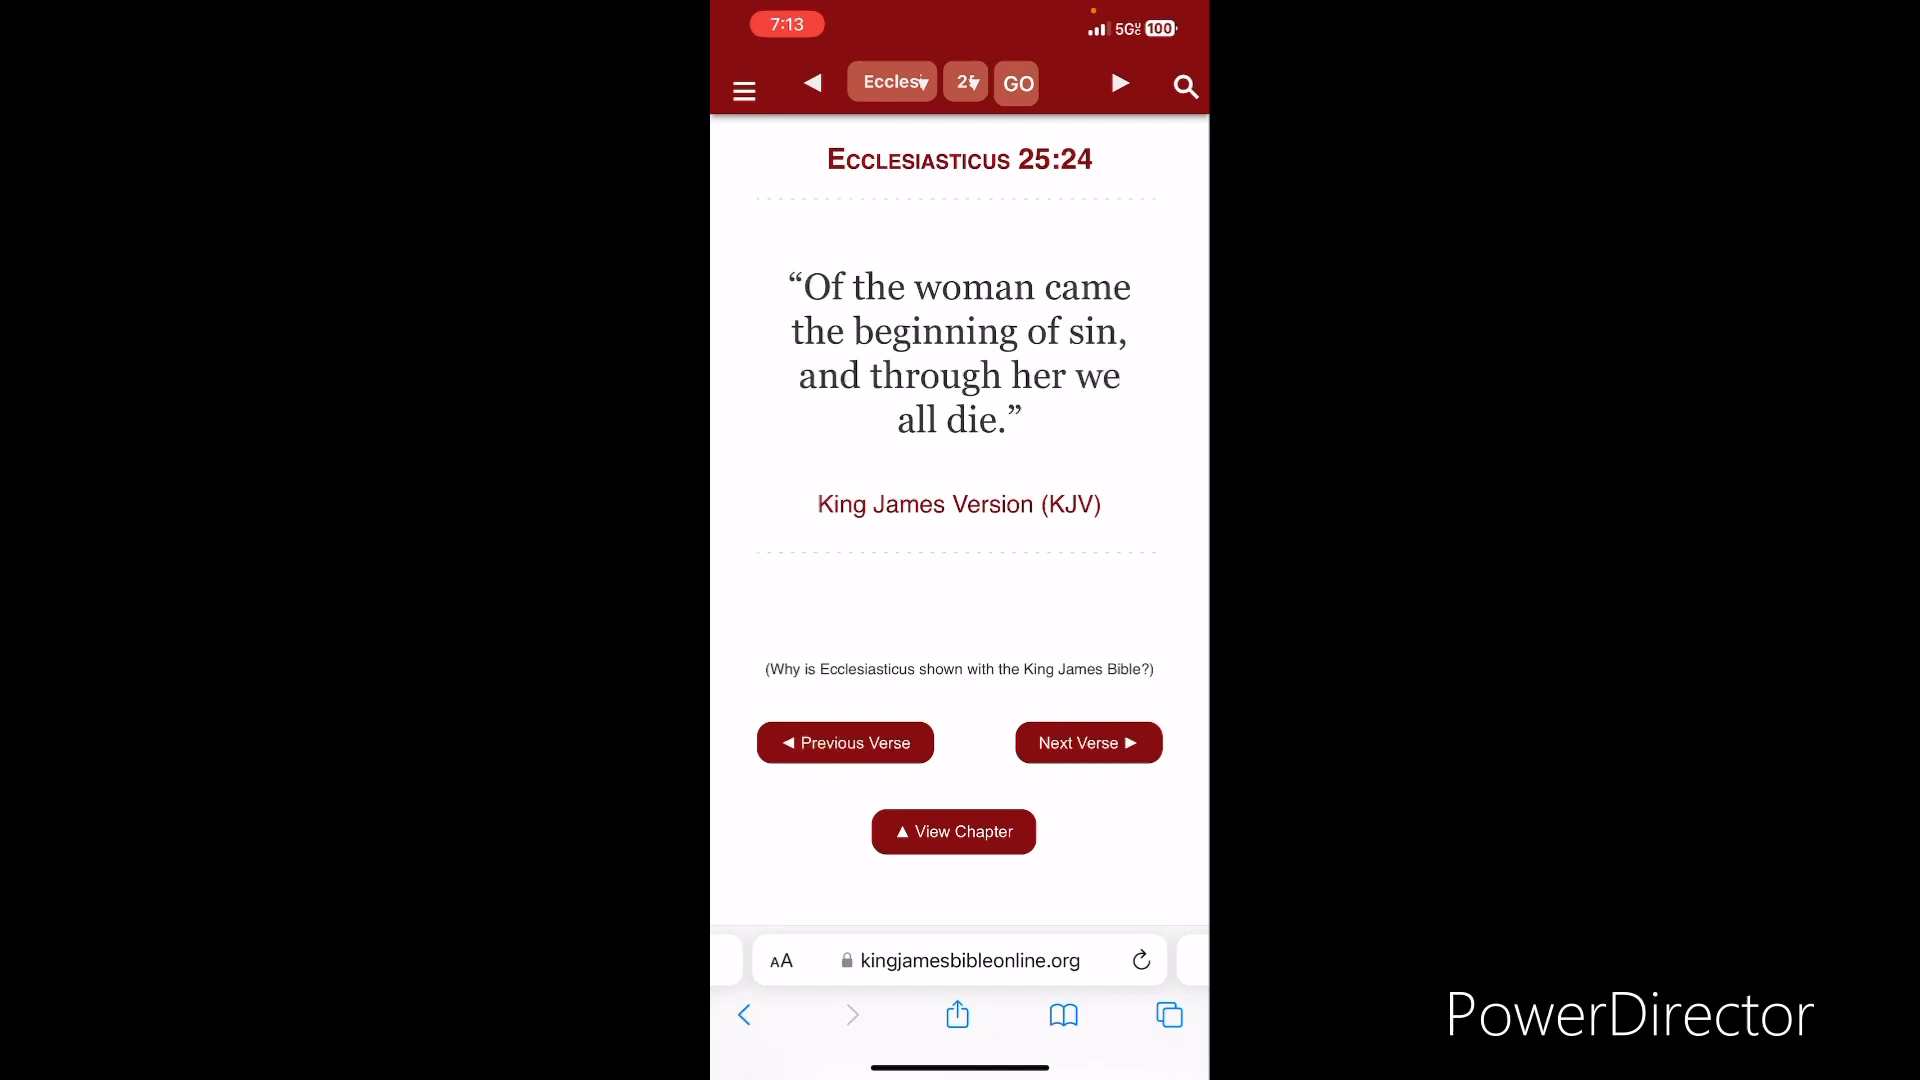 7:13
5G 100
Ecclesi
GO
ECCLESIASTICUS 25:24
“Of the woman came
the beginning of sin,
and through her we
all die.”
King James Version (KJV)
(Why is Ecclesiasticus shown with the King James Bible?)
◄ Previous Verse
Next Verse ►
▲ View Chapter
AA kingjamesbibleonline.org
PowerDirector